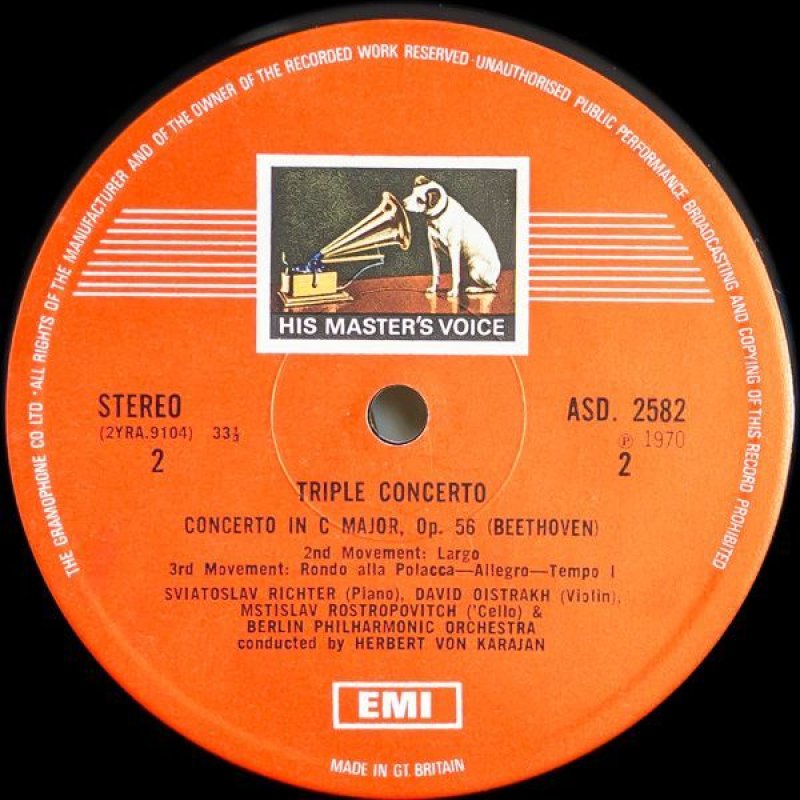 THE GRAMOPHONE CO LTD · ALL RIGHTS OF THE MANUFACTURER AND OF THE OWNER OF THE RECORDED WORK RESERVED · UNAUTHORISED PUBLIC PERFORMANCE BROADCASTING AND COPYING OF THIS RECORD PROHIBITED
HIS MASTER'S VOICE
STEREO
(2YRA.9104) 33⅓
2
ASD. 2582
℗ 1970
2
TRIPLE CONCERTO
CONCERTO IN C MAJOR, Op. 56 (BEETHOVEN)
2nd Movement: Largo
3rd Movement: Rondo alla Polacca—Allegro—Tempo I
SVIATOSLAV RICHTER (Piano), DAVID OISTRAKH (Violin),
MSTISLAV ROSTROPOVITCH ('Cello) &
BERLIN PHILHARMONIC ORCHESTRA
conducted by HERBERT VON KARAJAN
EMI
MADE IN GT. BRITAIN